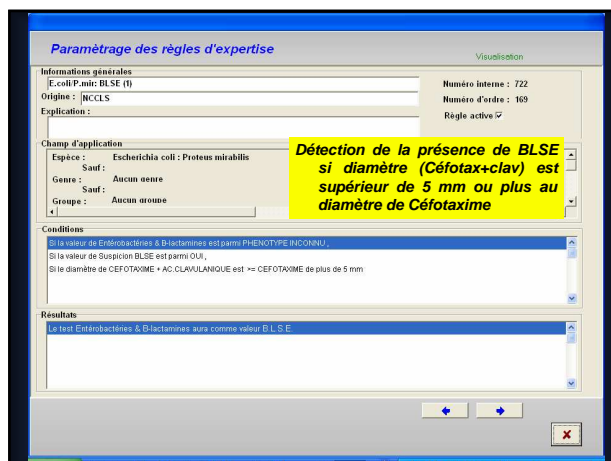 Paramètrage des règles d'expertise
Visualisation
Informations générales
E.coli/P.mir: BLSE (1)
Numéro interne : 722
Origine : NCCLS
Numéro d'ordre : 169
Explication :
Règle active
Champ d'application
Espèce : Escherichia coli : Proteus mirabilis
Sauf :
Genre : Aucun genre
Sauf :
Groupe : Aucun groupe
Détection de la présence de BLSE
si diamètre (Céfotax+clav) est
supérieur de 5 mm ou plus au
diamètre de Céfotaxime
Conditions
Si la valeur de Entérobactéries & B-lactamines est parmi PHENOTYPE INCONNU ,
Si la valeur de Suspicion BLSE est parmi OUI ,
Si le diamètre de CEFOTAXIME + AC.CLAVULANIQUE est >= CEFOTAXIME de plus de 5 mm
Résultats
Le test Entérobactéries & B-lactamines aura comme valeur B.L.S.E.